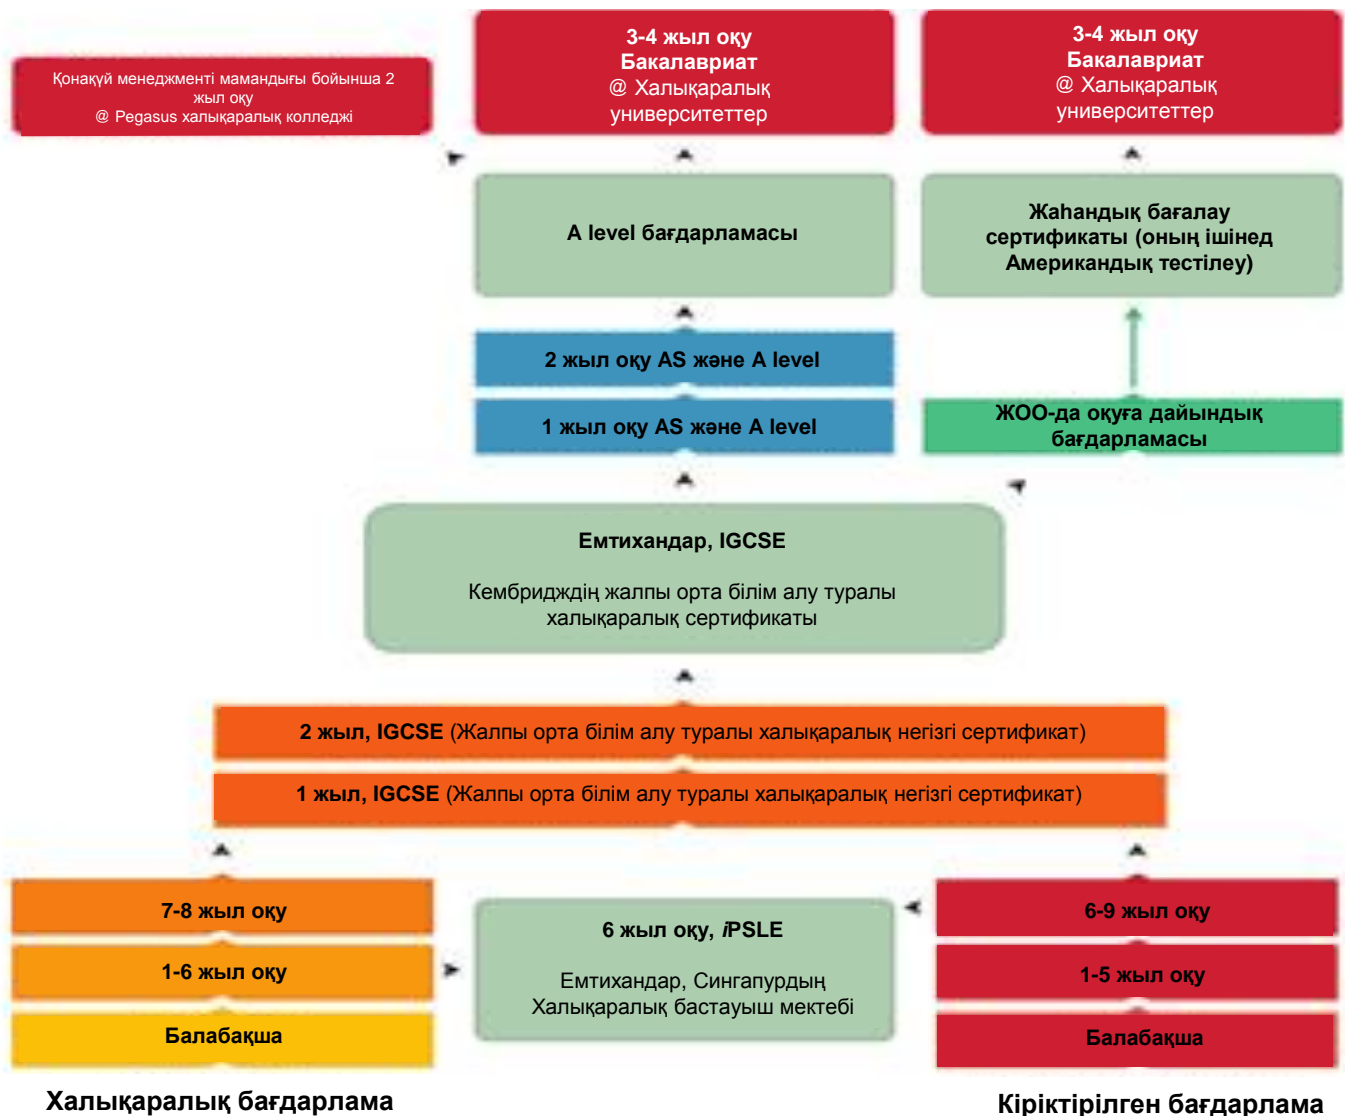 3-4 жыл оқу
Бакалавриат
@ Халықаралық
университеттер
3-4 жыл оқу
Бакалавриат
@ Халықаралық
университеттер
Қонақүй менеджменті мамандығы бойынша 2
жыл оқу
@ Pegasus халықаралық колледжі
A level бағдарламасы
Жаһандық бағалау
сертификаты (оның ішінед
Американдық тестілеу)
2 жыл оқу AS және A level
1 жыл оқу AS және A level
ЖОО-да оқуға дайындық
бағдарламасы
Емтихандар, IGCSE
Кембридждің жалпы орта білім алу туралы
халықаралық сертификаты
2 жыл, IGCSE (Жалпы орта білім алу туралы халықаралық негізгі сертификат)
1 жыл, IGCSE (Жалпы орта білім алу туралы халықаралық негізгі сертификат)
7-8 жыл оқу
1-6 жыл оқу
Балабақша
6 жыл оқу, iPSLE
Емтихандар, Сингапурдың
Халықаралық бастауыш мектебі
6-9 жыл оқу
1-5 жыл оқу
Балабақша
Халықаралық бағдарлама
Кіріктірілген бағдарлама